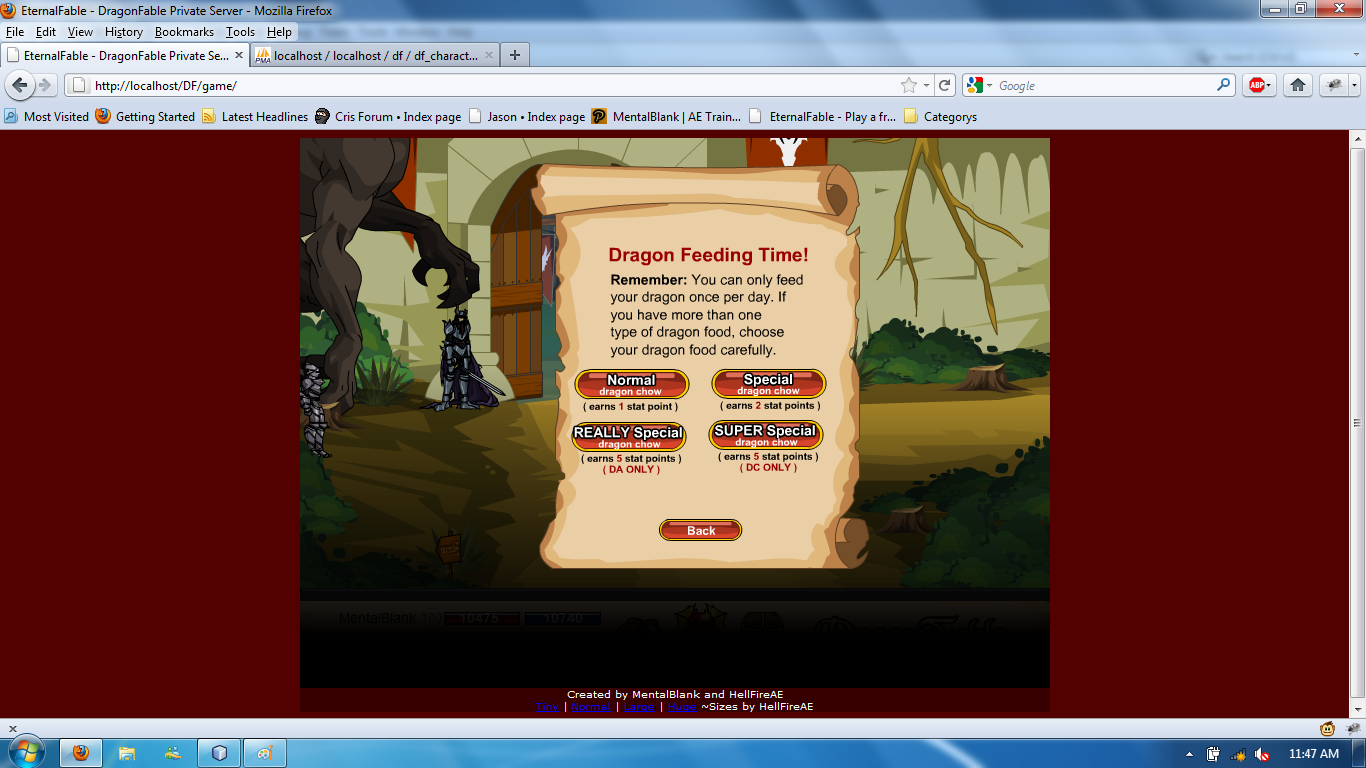 EternalFable - DragonFable Private Server - Mozilla Firefox
File Edit View History Bookmarks Tools Help
EternalFable - DragonFable Private Se... localhost / localhost / df / df_charact...
http://localhost/DF/game/ Google ABP
Most Visited Getting Started Latest Headlines Cris Forum • Index page Jason • Index page MentalBlank | AE Train... EternalFable - Play a fr... Categorys
Dragon Feeding Time!
Remember: You can only feed
your dragon once per day. If
you have more than one
type of dragon food, choose
your dragon food carefully.
Normal
dragon chow
( earns 1 stat point )
Special
dragon chow
( earns 2 stat points )
REALLY Special
dragon chow
( earns 5 stat points )
( DA ONLY )
SUPER Special
dragon chow
( earns 5 stat points )
( DC ONLY )
Back
MentalBlank 10475 10740
Created by MentalBlank and HellFireAE
Tiny | Normal | Large | Huge ~Sizes by HellFireAE
11:47 AM